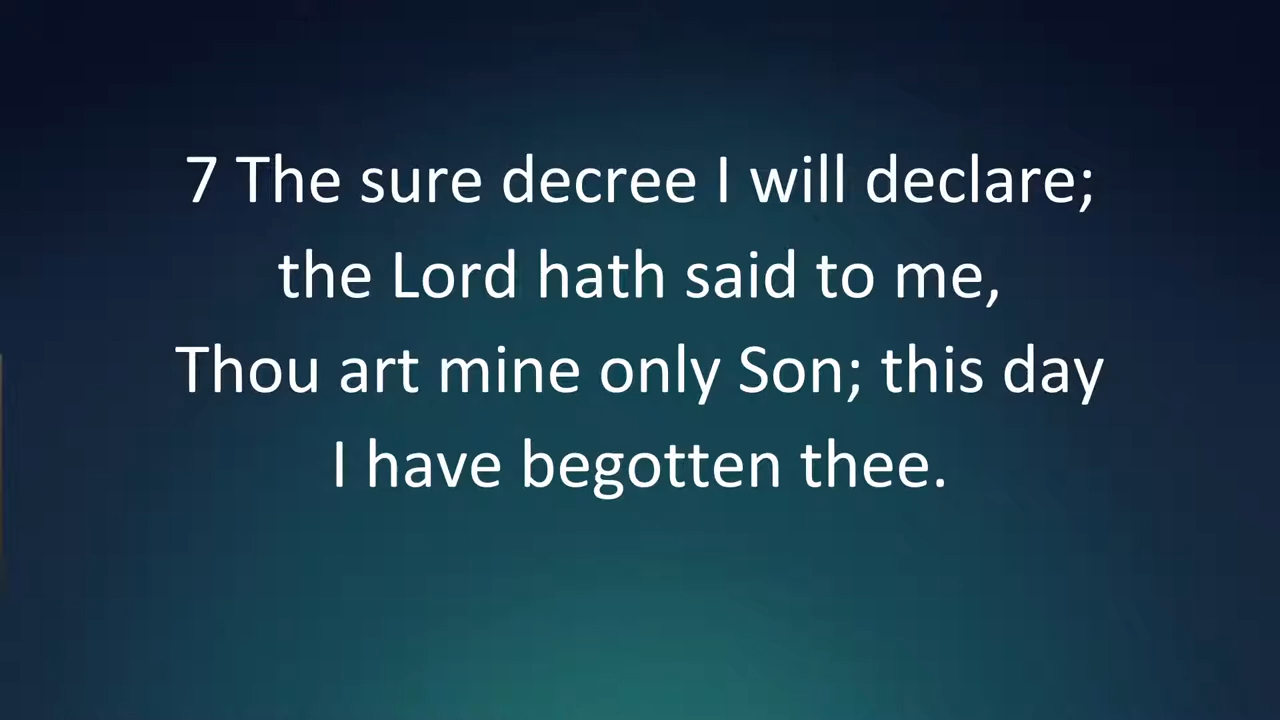 7 The sure decree I will declare;
the Lord hath said to me,
Thou art mine only Son; this day
I have begotten thee.